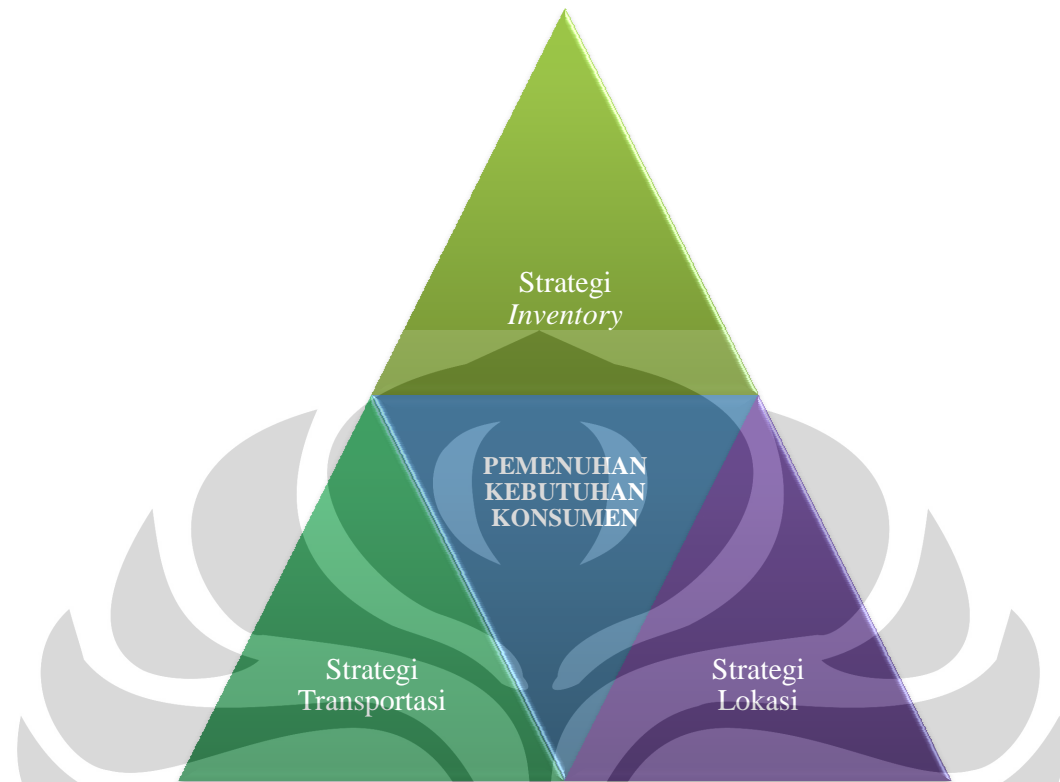 Strategi
Inventory
PEMENUHAN
KEBUTUHAN
KONSUMEN
Strategi
Transportasi
Strategi
Lokasi